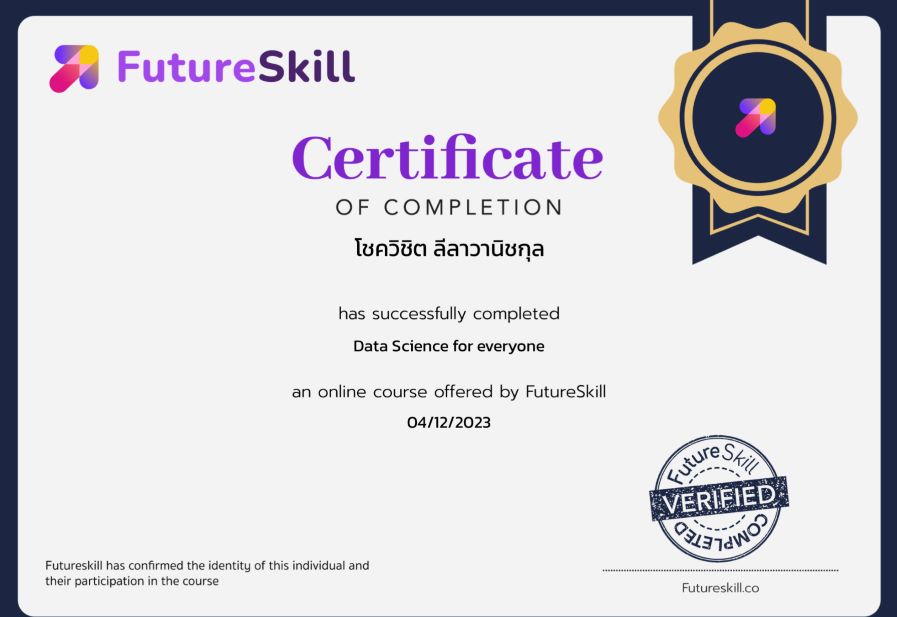 FutureSkill
Certificate
OF COMPLETION
โชควิชิต ลีลาวานิชกุล
has successfully completed
Data Science for everyone
an online course offered by FutureSkill
04/12/2023
FutureSkill
VERIFIED
COMPLETED
Futureskill has confirmed the identity of this individual and
their participation in the course
Futureskill.co